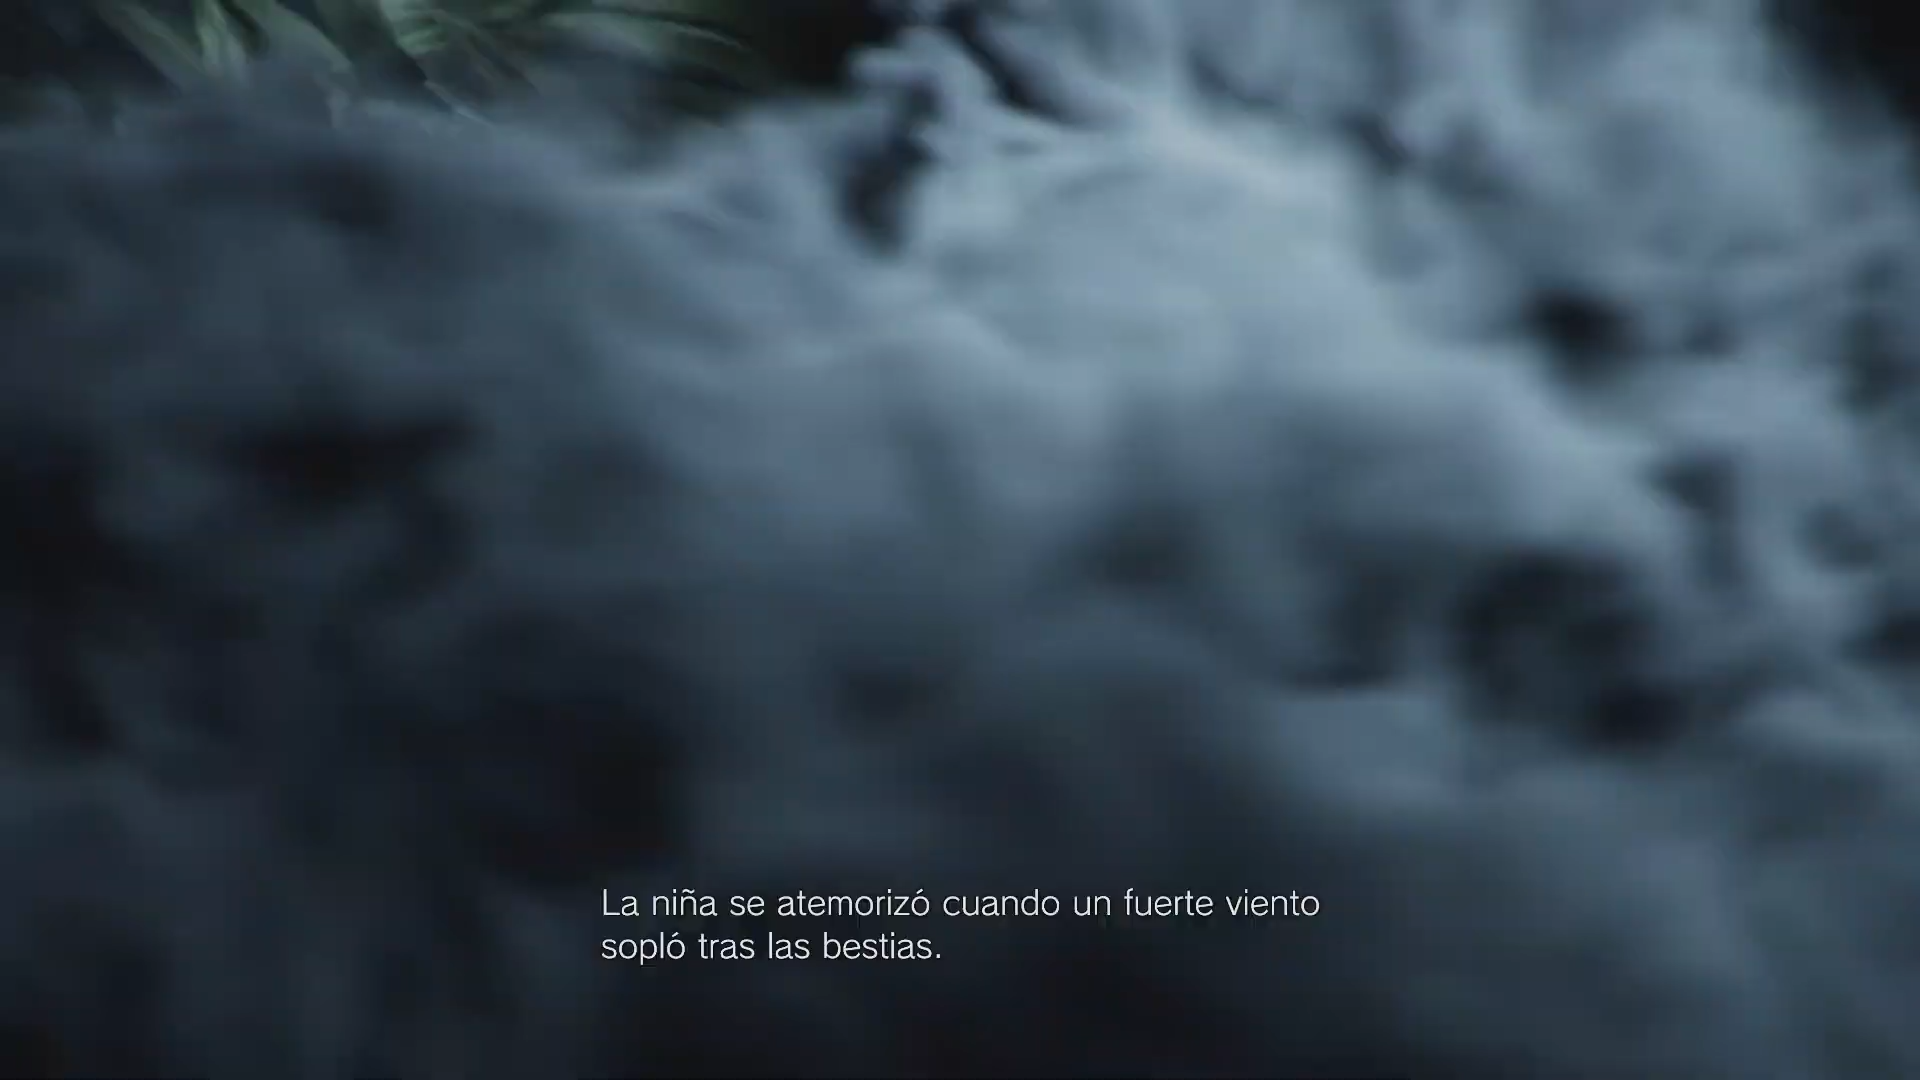 La niña se atemorizó cuando un fuerte viento
sopló tras las bestias.